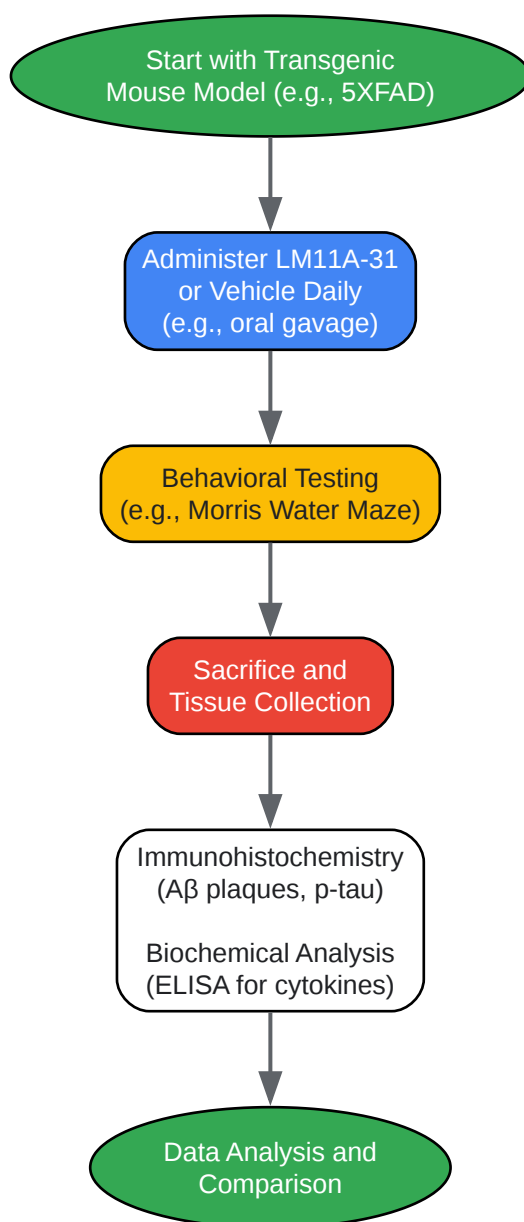 Start with Transgenic
Mouse Model (e.g., 5XFAD)
Administer LM11A-31
or Vehicle Daily
(e.g., oral gavage)
Behavioral Testing
(e.g., Morris Water Maze)
Sacrifice and
Tissue Collection
Immunohistochemistry
(Aβ plaques, p-tau)
Biochemical Analysis
(ELISA for cytokines)
Data Analysis and
Comparison